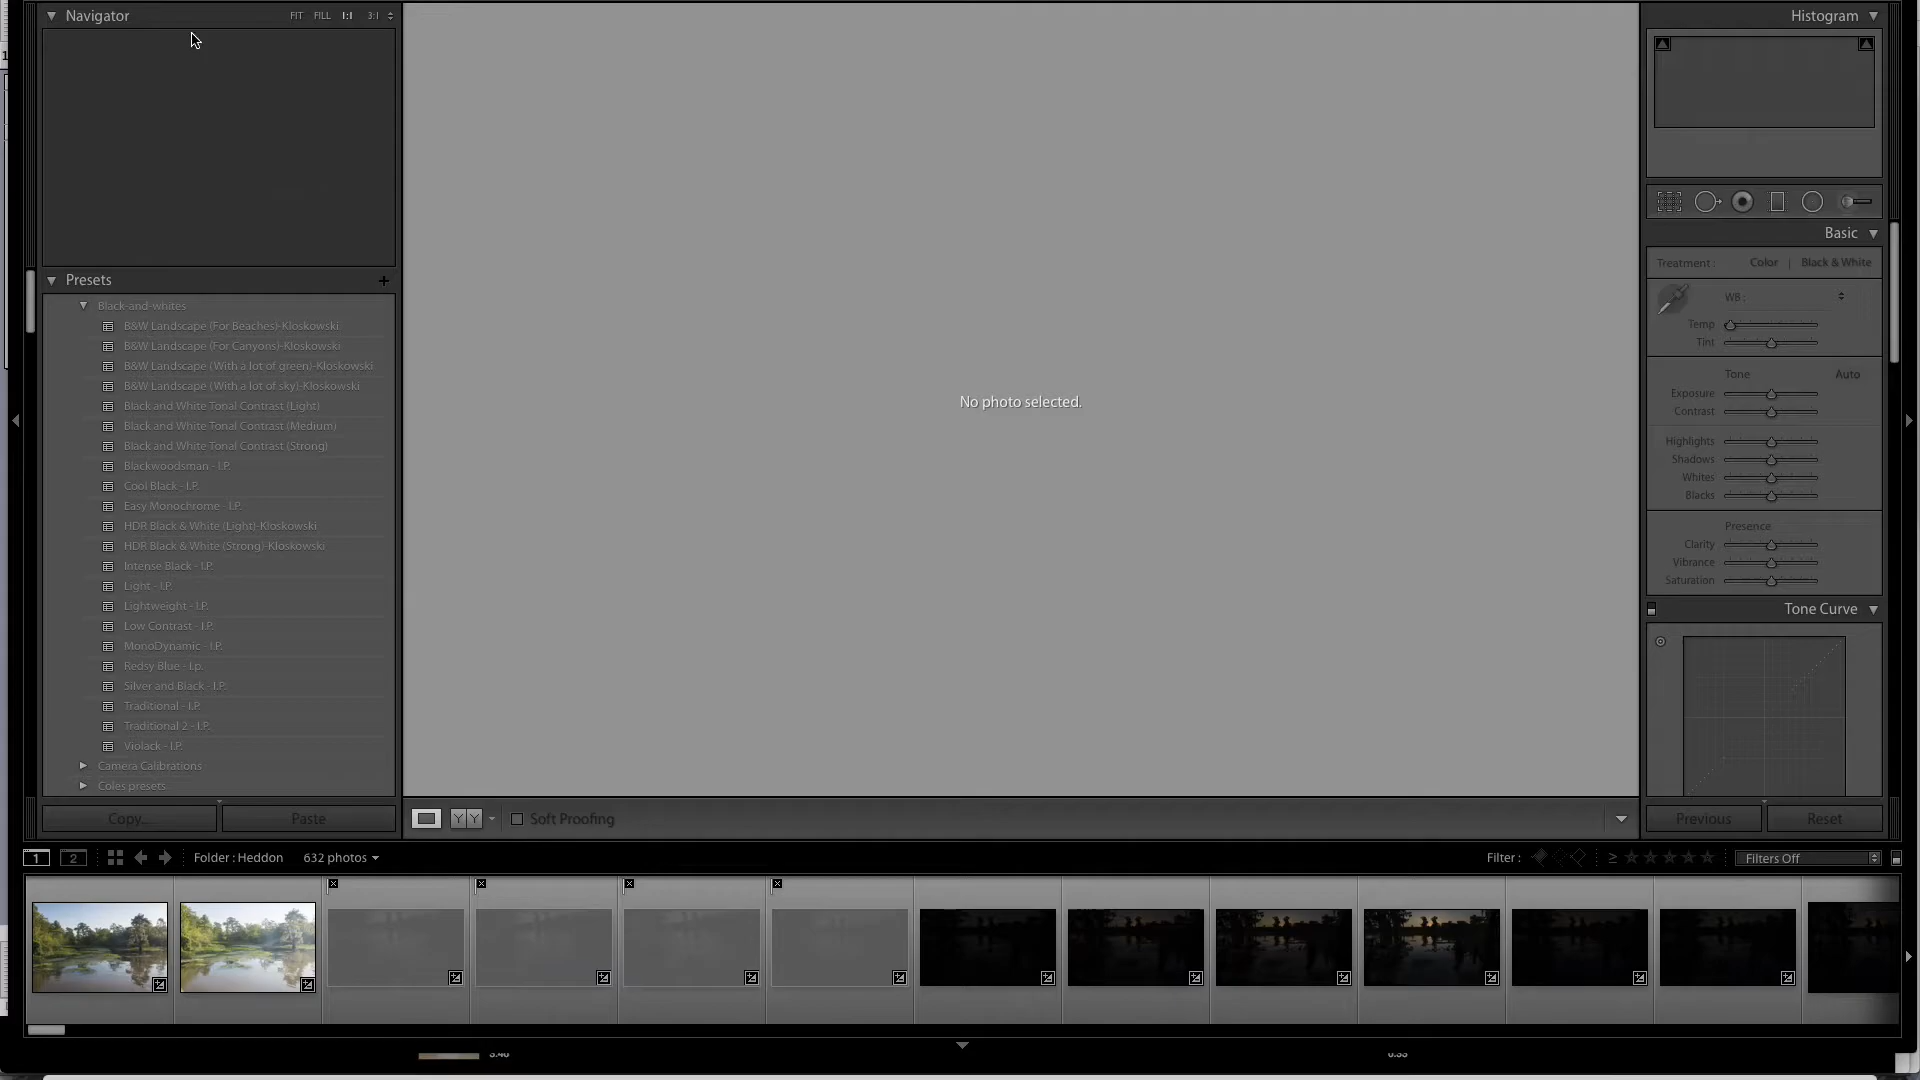 Navigator FIT FILL 1:1 3:1
Presets +
Black-and-whites
B&W Landscape (For Beaches)-Kloskowski
B&W Landscape (For Canyons)-Kloskowski
B&W Landscape (With a lot of green)-Kloskowski
B&W Landscape (With a lot of sky)-Kloskowski
Black and White Tonal Contrast (Light)
Black and White Tonal Contrast (Medium)
Black and White Tonal Contrast (Strong)
Blackwoodsman - I.P.
Cool Black - I.P.
Easy Monochrome - I.P.
HDR Black & White (Light)-Kloskowski
HDR Black & White (Strong)-Kloskowski
Intense Black - I.P.
Light - I.P.
Lightweight - I.P.
Low Contrast - I.P.
MonoDynamic - I.P.
Redsy Blue - I.p.
Silver and Black - I.P.
Traditional - I.P.
Traditional 2 - I.P.
Violack - I.P.
Camera Calibrations
Coles presets
Copy... Paste
No photo selected.
YY Soft Proofing
Histogram
Basic
Treatment : Color | Black & White
WB :
Temp
Tint
Tone Auto
Exposure
Contrast
Highlights
Shadows
Whites
Blacks
Presence
Clarity
Vibrance
Saturation
Tone Curve
Previous Reset
1 2 Folder : Heddon 632 photos Filter : ≥ Filters Off